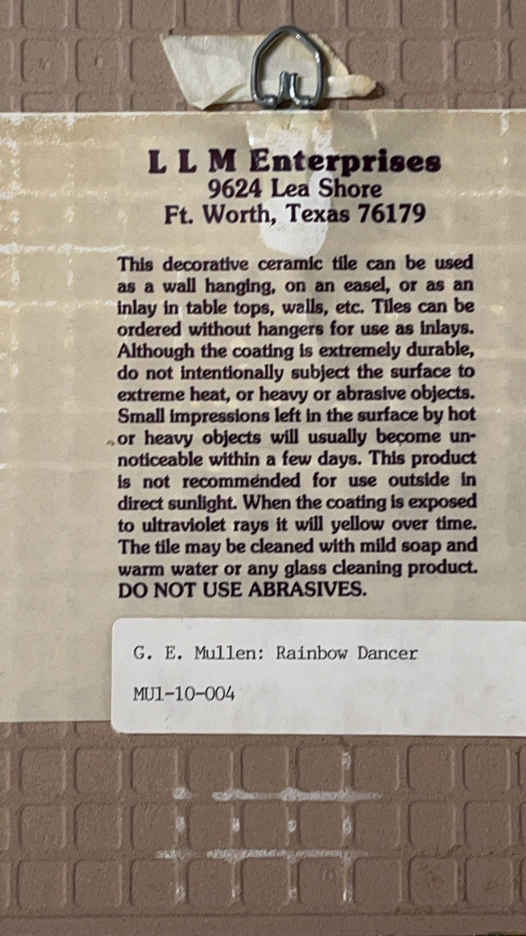 L L M Enterprises
9624 Lea Shore
Ft. Worth, Texas 76179
This decorative ceramic tile can be used
as a wall hanging, on an easel, or as an
inlay in table tops, walls, etc. Tiles can be
ordered without hangers for use as inlays.
Although the coating is extremely durable,
do not intentionally subject the surface to
extreme heat, or heavy or abrasive objects.
Small impressions left in the surface by hot
or heavy objects will usually become un-
noticeable within a few days. This product
is not recommended for use outside in
direct sunlight. When the coating is exposed
to ultraviolet rays it will yellow over time.
The tile may be cleaned with mild soap and
warm water or any glass cleaning product.
DO NOT USE ABRASIVES.
G. E. Mullen: Rainbow Dancer
MU1-10-004